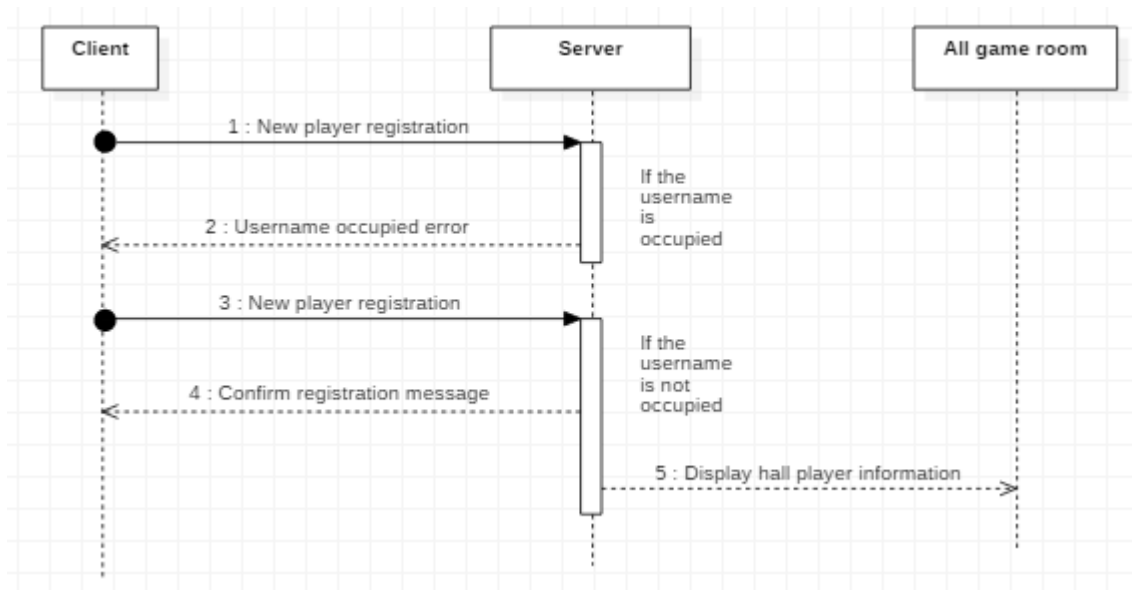 Client
Server
All game room
1 : New player registration
If the
username
is
occupied
2 : Username occupied error
3 : New player registration
If the
username
is not
occupied
4 : Confirm registration message
5 : Display hall player information